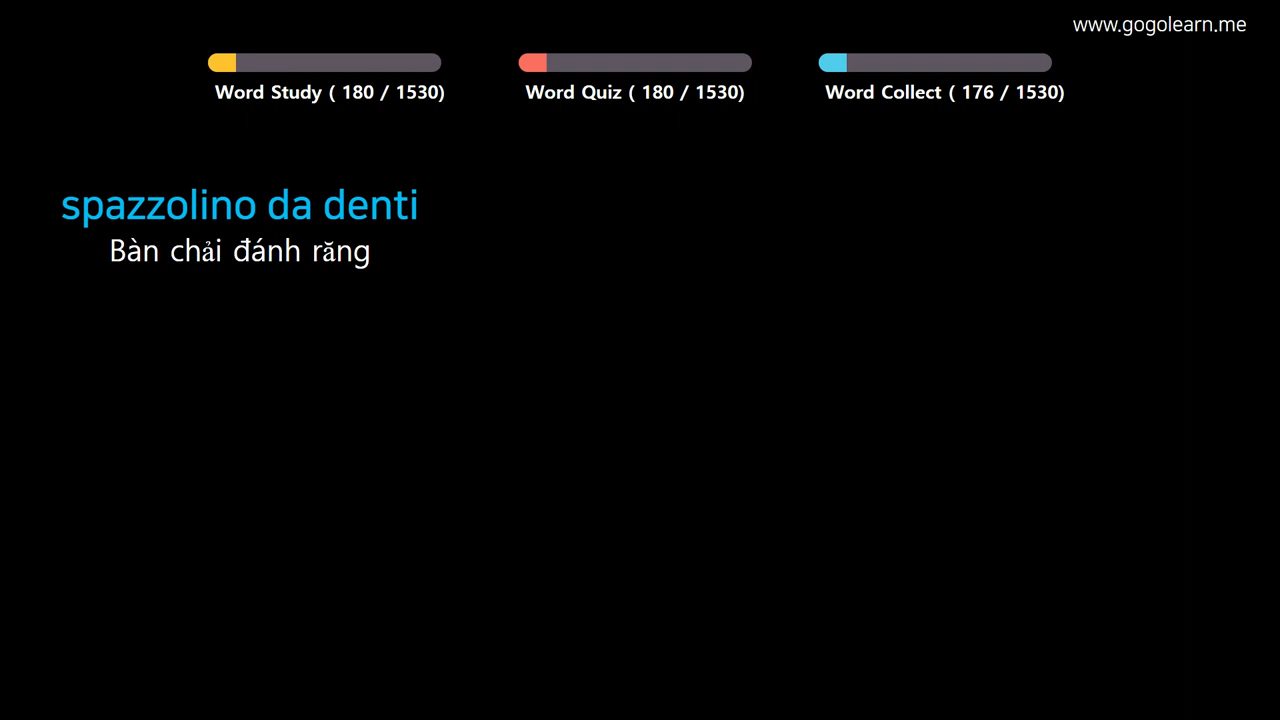 www.gogolearn.me
Word Study ( 180 / 1530)
Word Quiz ( 180 / 1530)
Word Collect ( 176 / 1530)
spazzolino da denti
Bàn chải đánh răng